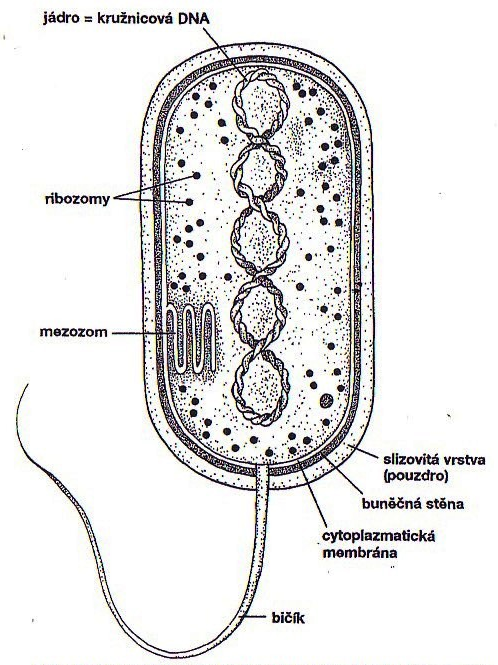 jádro = kružnicová DNA
ribozomy
mezozom
slizovitá vrstva
(pouzdro)
buněčná stěna
cytoplazmatická
membrána
bičík